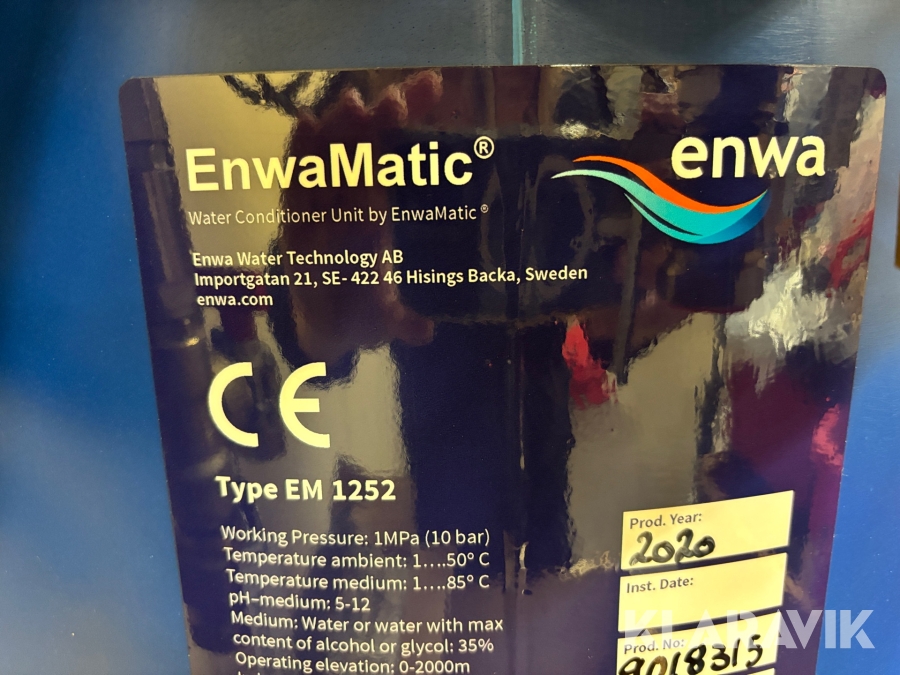 EnwaMatic®
enwa
Water Conditioner Unit by EnwaMatic®
Enwa Water Technology AB
Importgatan 21, SE- 422 46 Hisings Backa, Sweden
enwa.com
CE
Type EM 1252
Working Pressure: 1MPa (10 bar)
Temperature ambient: 1....50° C
Temperature medium: 1....85° C
pH–medium: 5-12
Medium: Water or water with max
content of alcohol or glycol: 35%
Operating elevation: 0-2000m
Prod. Year:
2020
Inst. Date:
Prod. No:
9018315
KLARAVIK